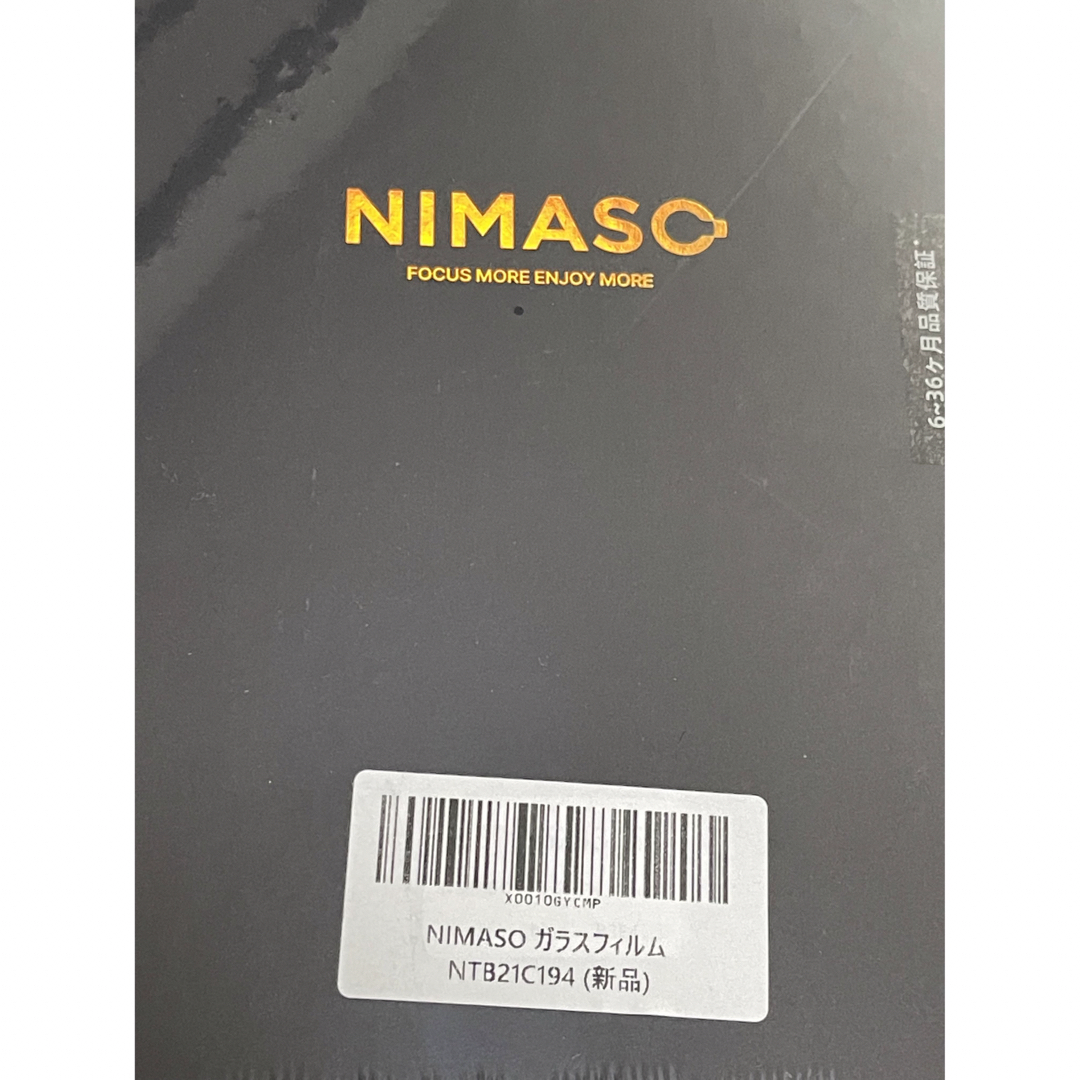 NIMASO
FOCUS MORE ENJOY MORE
6~36ヶ月品質保証*
X0010GYCMP
NIMASO ガラスフィルム
NTB21C194 (新品)